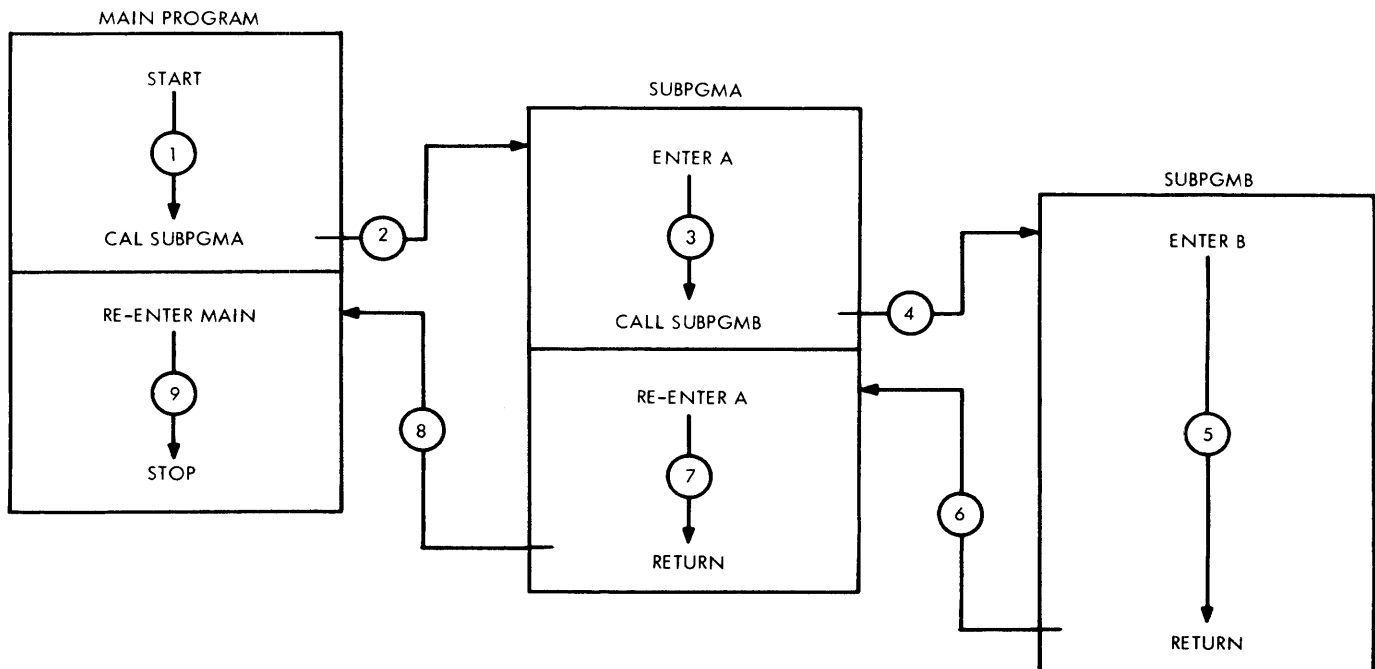 MAIN PROGRAM
START
1
CAL SUBPGMA
2
RE-ENTER MAIN
9
STOP
8
SUBPGMA
ENTER A
3
CALL SUBPGMB
4
RE-ENTER A
7
RETURN
6
SUBPGMB
ENTER B
5
RETURN